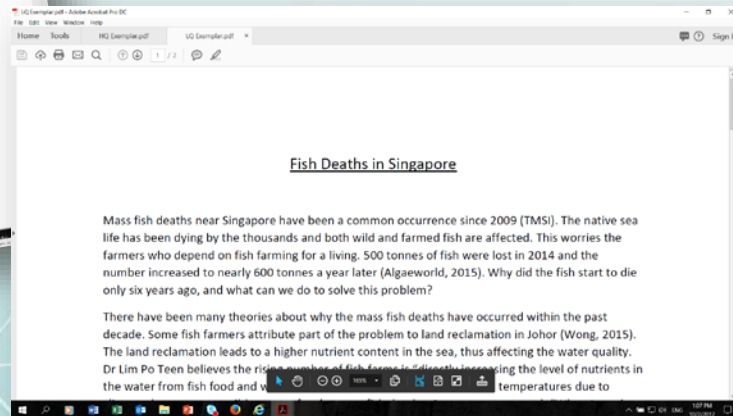 LQ Exemplar.pdf - Adobe Acrobat Pro DC
File Edit View Window Help
Home Tools HQ Exemplar.pdf LQ Exemplar.pdf × Sign
1 / 2
Fish Deaths in Singapore
Mass fish deaths near Singapore have been a common occurrence since 2009 (TMSI). The native sea
life has been dying by the thousands and both wild and farmed fish are affected. This worries the
farmers who depend on fish farming for a living. 500 tonnes of fish were lost in 2014 and the
number increased to nearly 600 tonnes a year later (Algaeworld, 2015). Why did the fish start to die
only six years ago, and what can we do to solve this problem?
There have been many theories about why the mass fish deaths have occurred within the past
decade. Some fish farmers attribute part of the problem to land reclamation in Johor (Wong, 2015).
The land reclamation leads to a higher nutrient content in the sea, thus affecting the water quality.
Dr Lim Po Teen believes the rising number of fish farms is "directly increasing the level of nutrients in
the water from fish food and w temperatures due to
ENG 1:07 PM